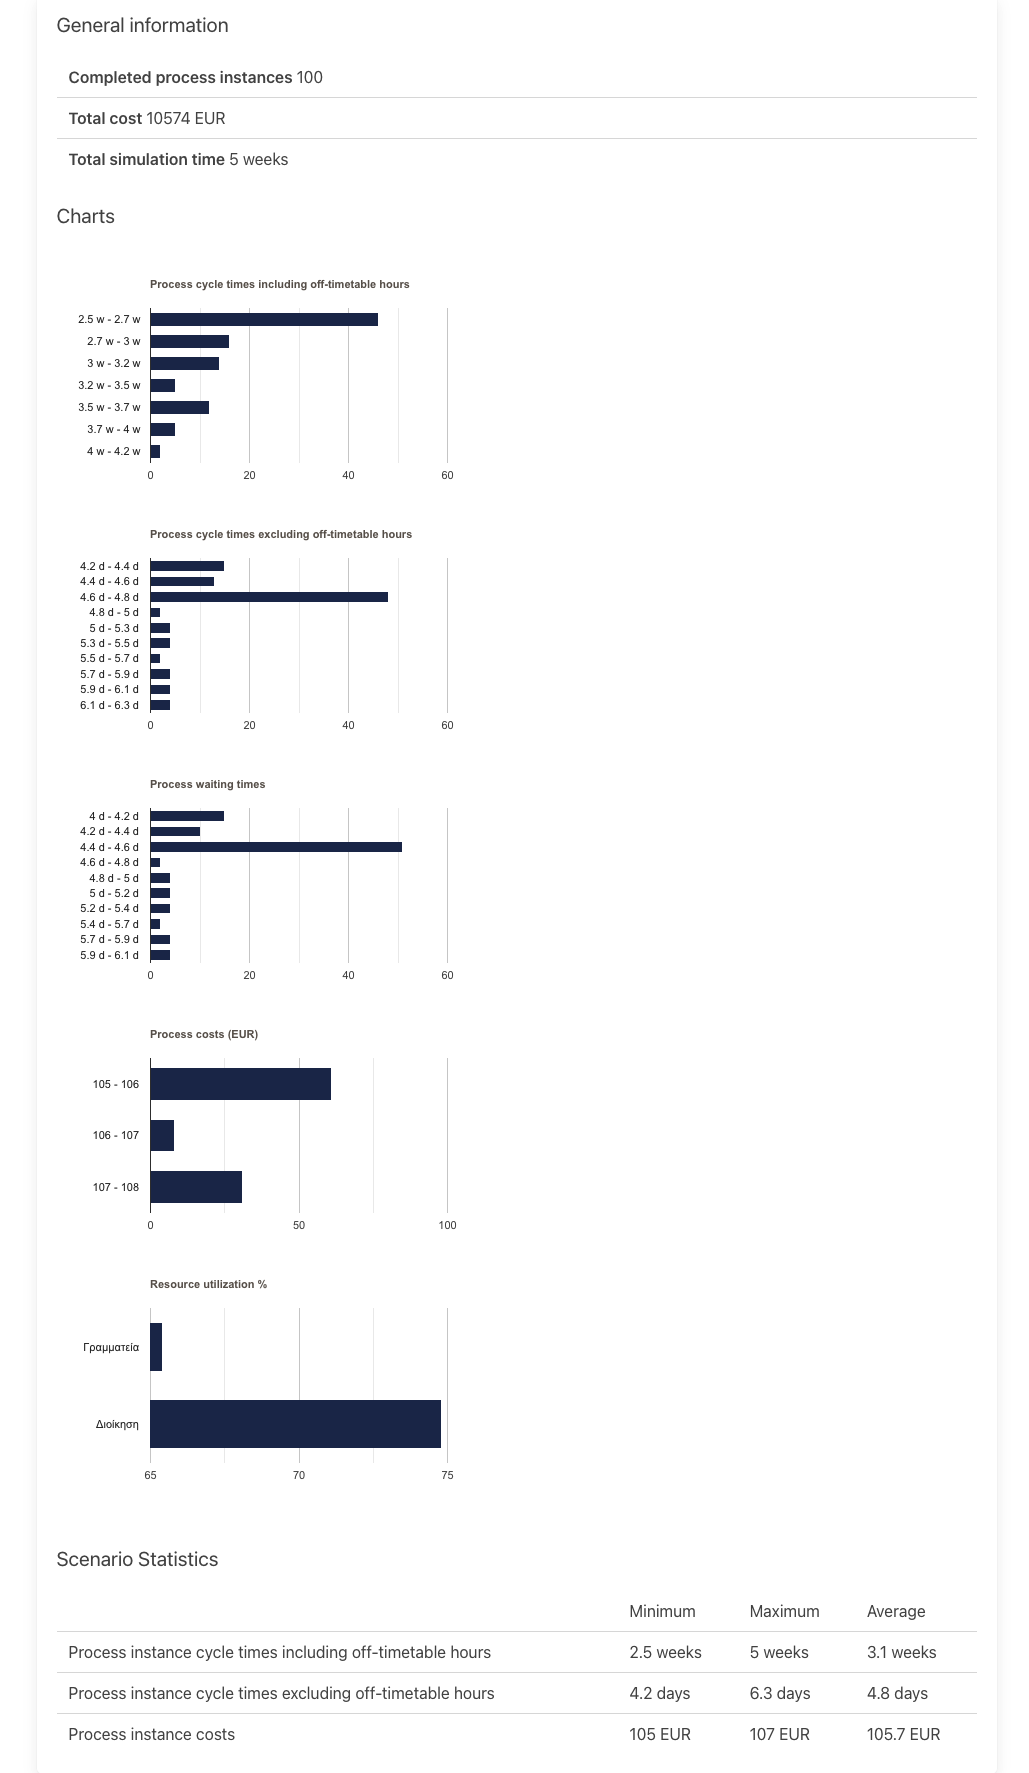 General information
Completed process instances 100
Total cost 10574 EUR
Total simulation time 5 weeks
Charts
Process cycle times including off-timetable hours
2.5 w - 2.7 w
2.7 w - 3 w
3 w - 3.2 w
3.2 w - 3.5 w
3.5 w - 3.7 w
3.7 w - 4 w
4 w - 4.2 w
0 20 40 60
Process cycle times excluding off-timetable hours
4.2 d - 4.4 d
4.4 d - 4.6 d
4.6 d - 4.8 d
4.8 d - 5 d
5 d - 5.3 d
5.3 d - 5.5 d
5.5 d - 5.7 d
5.7 d - 5.9 d
5.9 d - 6.1 d
6.1 d - 6.3 d
0 20 40 60
Process waiting times
4 d - 4.2 d
4.2 d - 4.4 d
4.4 d - 4.6 d
4.6 d - 4.8 d
4.8 d - 5 d
5 d - 5.2 d
5.2 d - 5.4 d
5.4 d - 5.7 d
5.7 d - 5.9 d
5.9 d - 6.1 d
0 20 40 60
Process costs (EUR)
105 - 106
106 - 107
107 - 108
0 50 100
Resource utilization %
Γραμματεία
Διοίκηση
65 70 75
Scenario Statistics
Minimum Maximum Average
Process instance cycle times including off-timetable hours 2.5 weeks 5 weeks 3.1 weeks
Process instance cycle times excluding off-timetable hours 4.2 days 6.3 days 4.8 days
Process instance costs 105 EUR 107 EUR 105.7 EUR